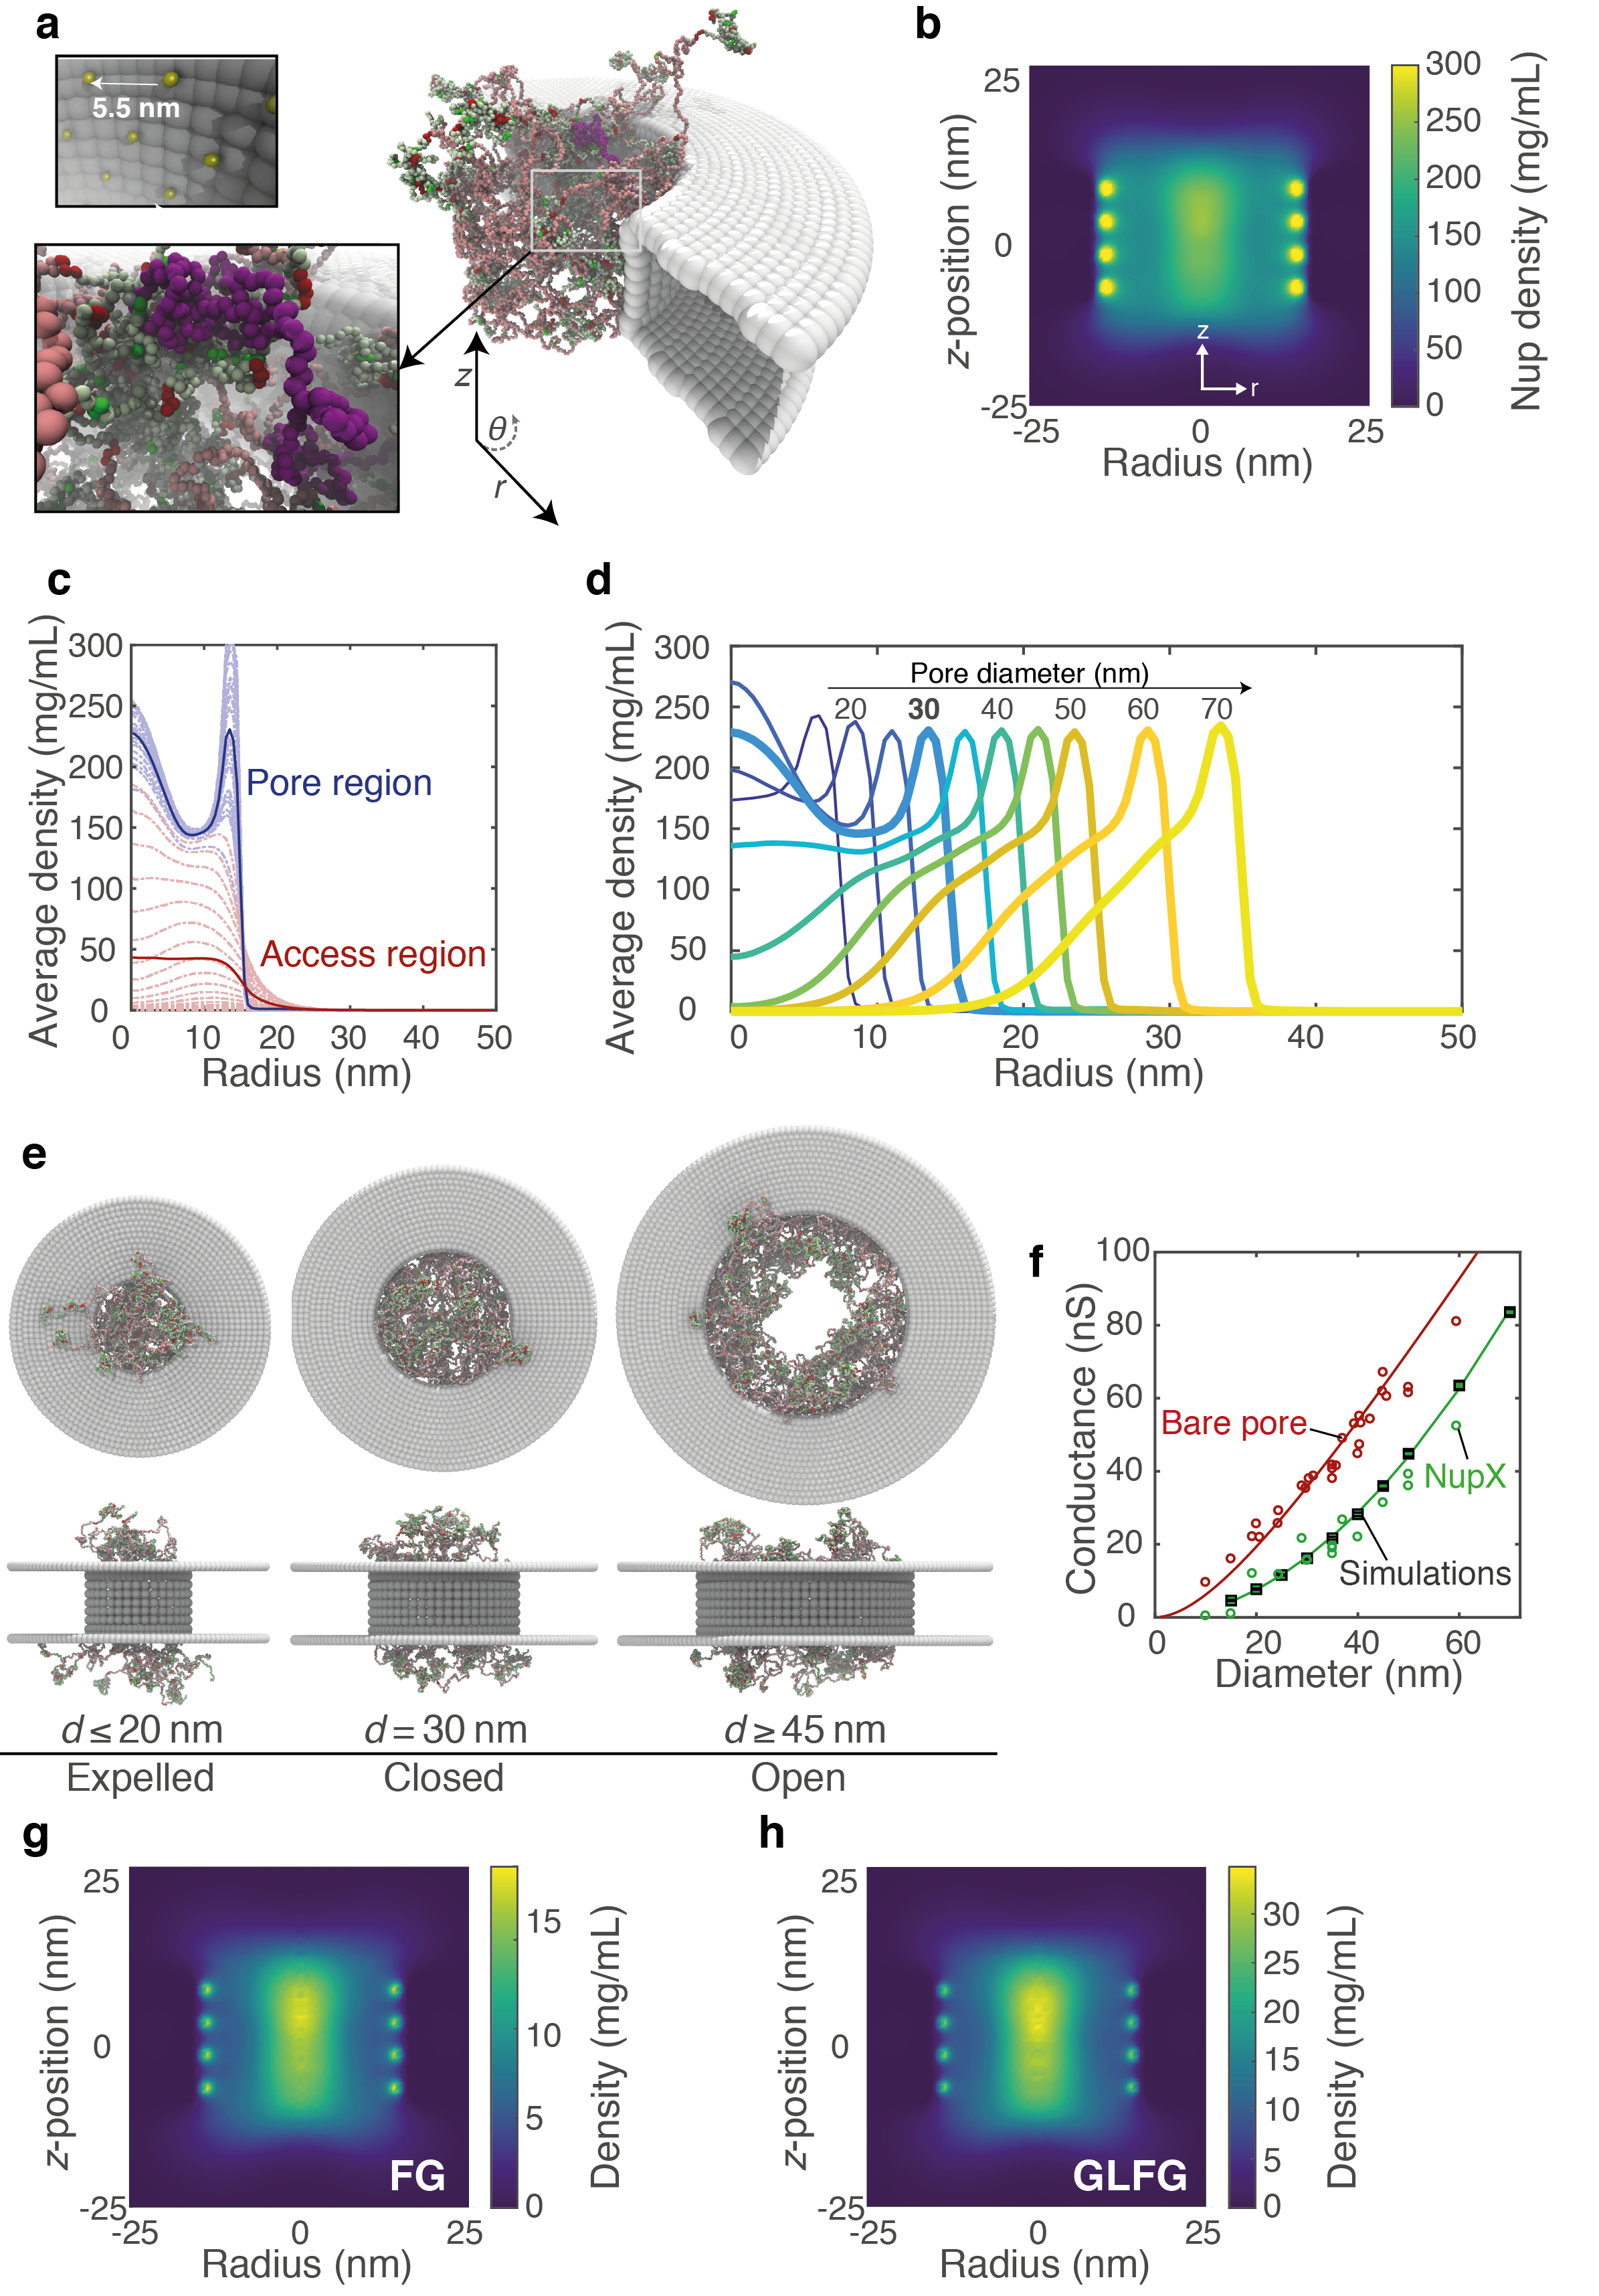 a
5.5 nm
z
θ
r
b
25
0
-25
-25
0
25
z-position (nm)
Radius (nm)
z
r
300
250
200
150
100
50
0
Nup density (mg/mL)
c
300
250
200
150
100
50
0
0 10 20 30 40 50
Average density (mg/mL)
Radius (nm)
Pore region
Access region
d
300
250
200
150
100
50
0
0 10 20 30 40 50
Average density (mg/mL)
Radius (nm)
Pore diameter (nm)
20 30 40 50 60 70
e
d ≤ 20 nm
d = 30 nm
d ≥ 45 nm
Expelled
Closed
Open
f
100
80
60
40
20
0
0 20 40 60
Conductance (nS)
Diameter (nm)
Bare pore
NupX
Simulations
g
25
0
-25
-25 0 25
z-position (nm)
Radius (nm)
FG
15
10
5
0
Density (mg/mL)
h
25
0
-25
-25 0 25
z-position (nm)
Radius (nm)
GLFG
30
25
20
15
10
5
0
Density (mg/mL)